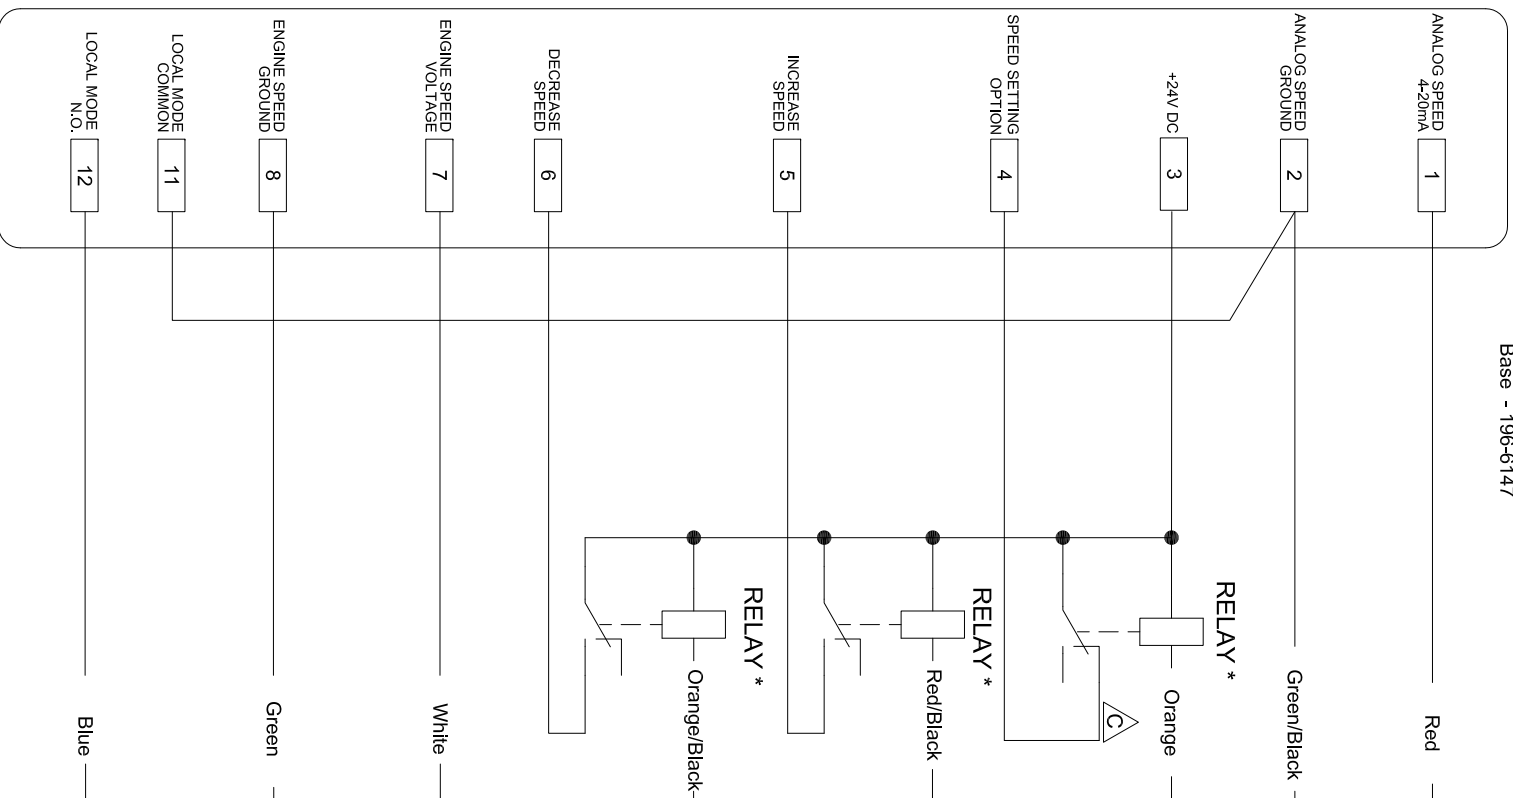 ANALOG SPEED
4-20mA
1
ANALOG SPEED
GROUND
2
+24V DC
3
SPEED SETTING
OPTION
4
INCREASE
SPEED
5
DECREASE
SPEED
6
ENGINE SPEED
VOLTAGE
7
ENGINE SPEED
GROUND
8
LOCAL MODE
COMMON
11
LOCAL MODE
N.O.
12
Base - 196-6147
RELAY *
RELAY *
RELAY *
C
Red
Green/Black
Orange
Red/Black
Orange/Black
White
Green
Blue